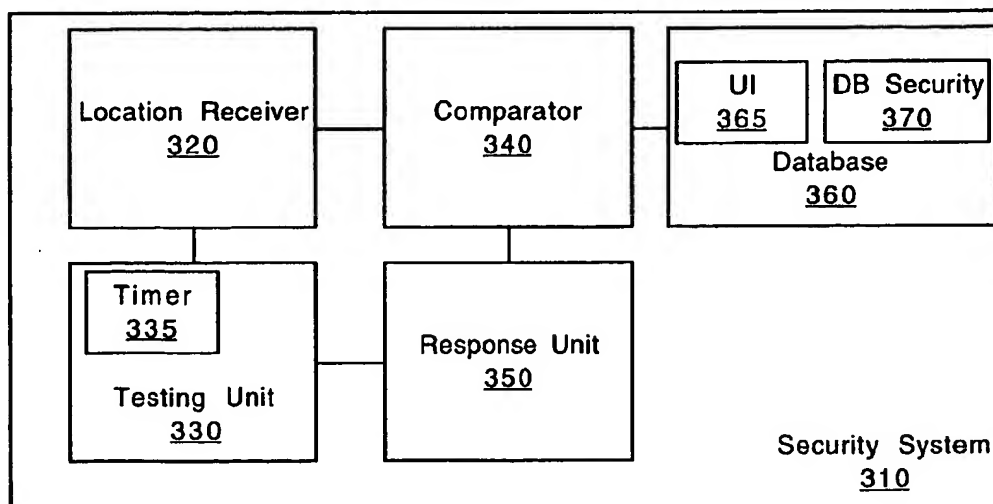 Location Receiver
320
Comparator
340
UI
365
DB Security
370
Database
360
Timer
335
Testing Unit
330
Response Unit
350
Security System
310